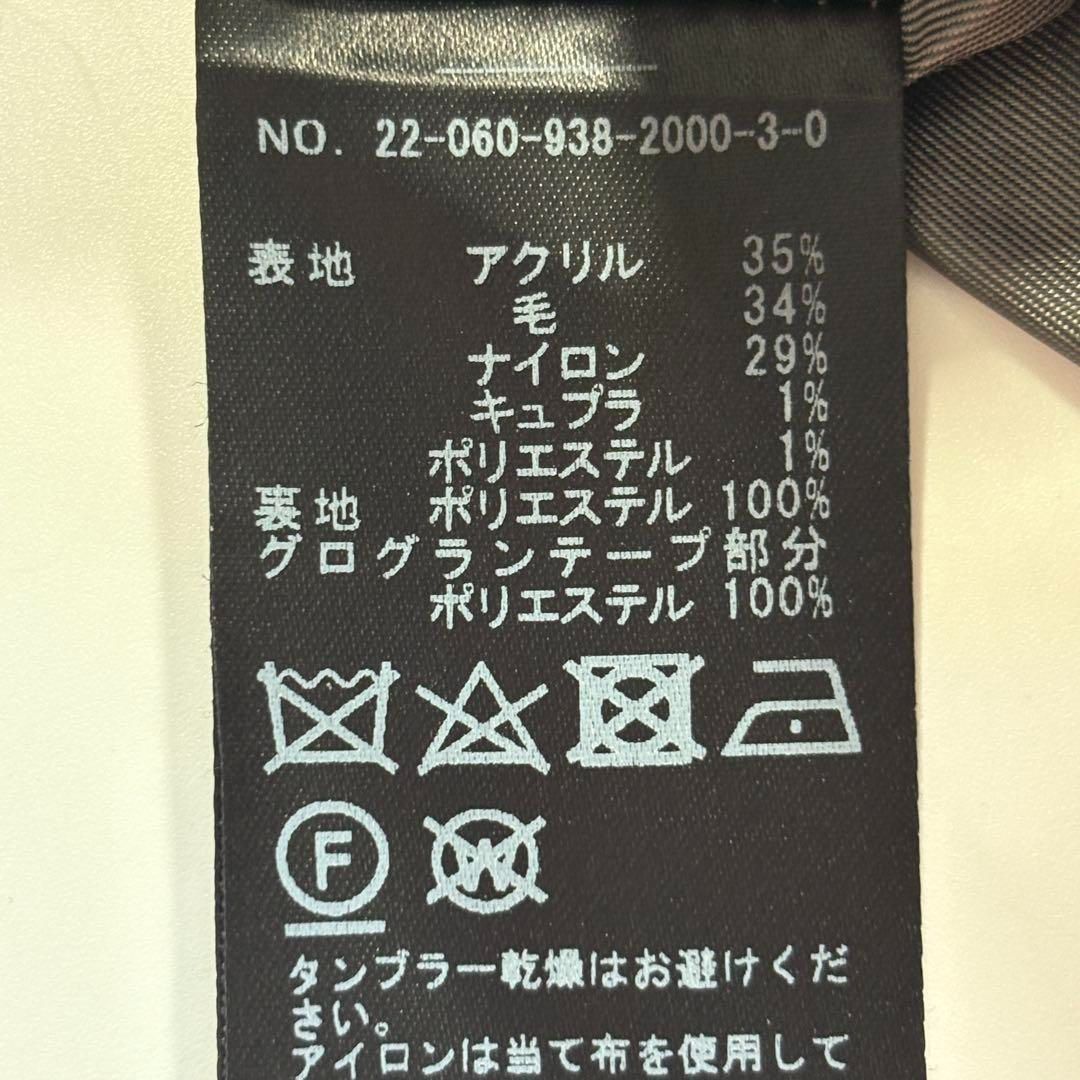 NO. 22-060-938-2000-3-0
表地 アクリル 35%
毛 34%
ナイロン 29%
キュプラ 1%
ポリエステル 1%
裏地 ポリエステル 100%
グログランテープ部分
ポリエステル 100%
F W
タンブラー乾燥はお避けくだ
さい。
アイロンは当て布を使用して